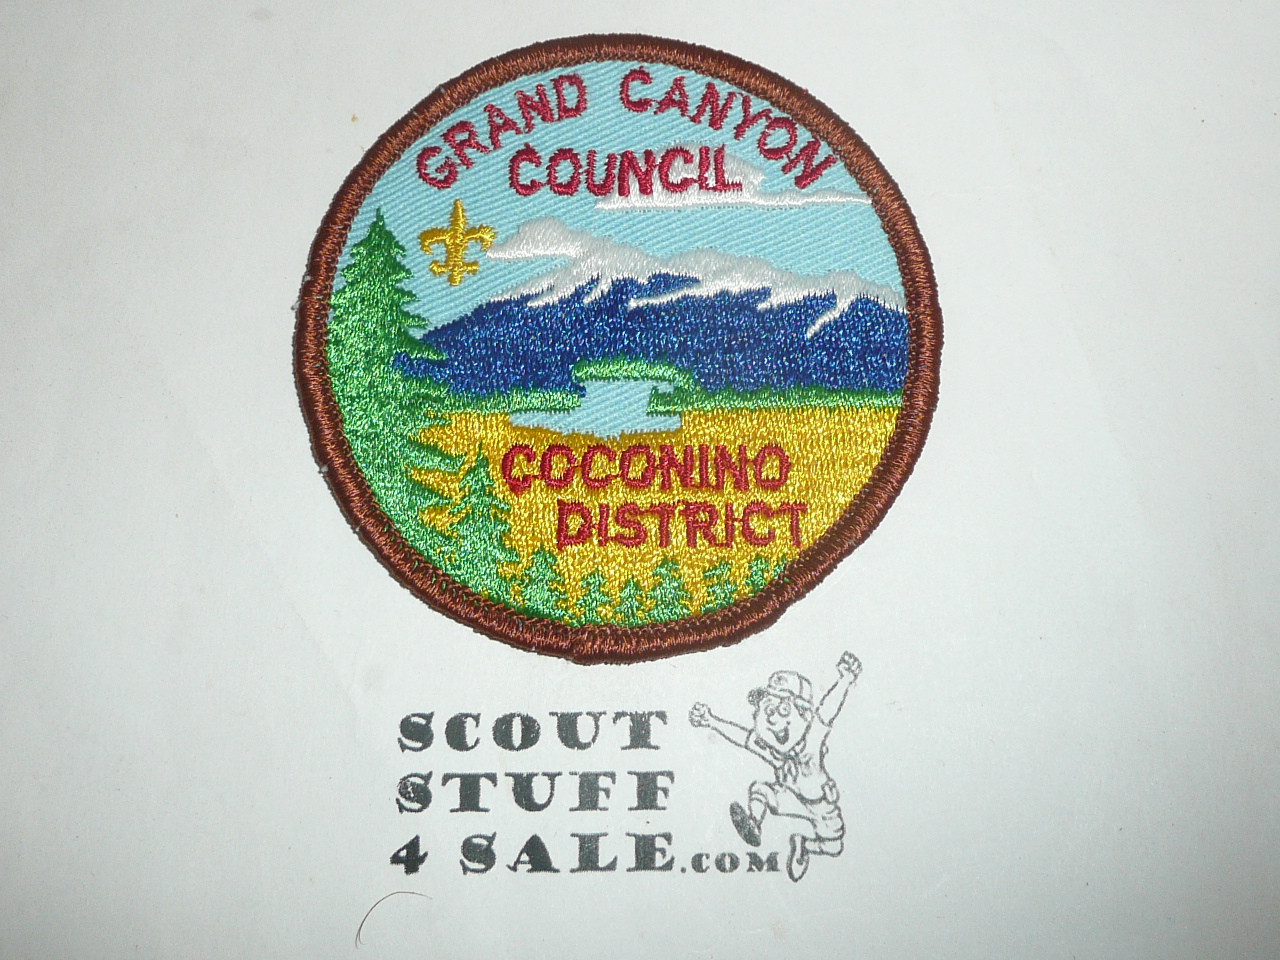 GRAND CANYON
COUNCIL
COCONINO
DISTRICT
SCOUT
STUFF
4 SALE.COM